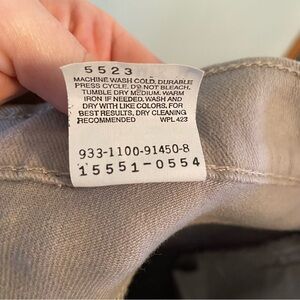 5523
MACHINE WASH COLD. DURABLE
PRESS CYCLE. DO NOT BLEACH.
TUMBLE DRY MEDIUM. WARM
IRON IF NEEDED. WASH AND
DRY WITH LIKE COLORS. FOR
BEST RESULTS, DRY CLEANING
RECOMMENDED WPL 423
933-1100-91450-8
15551-0554